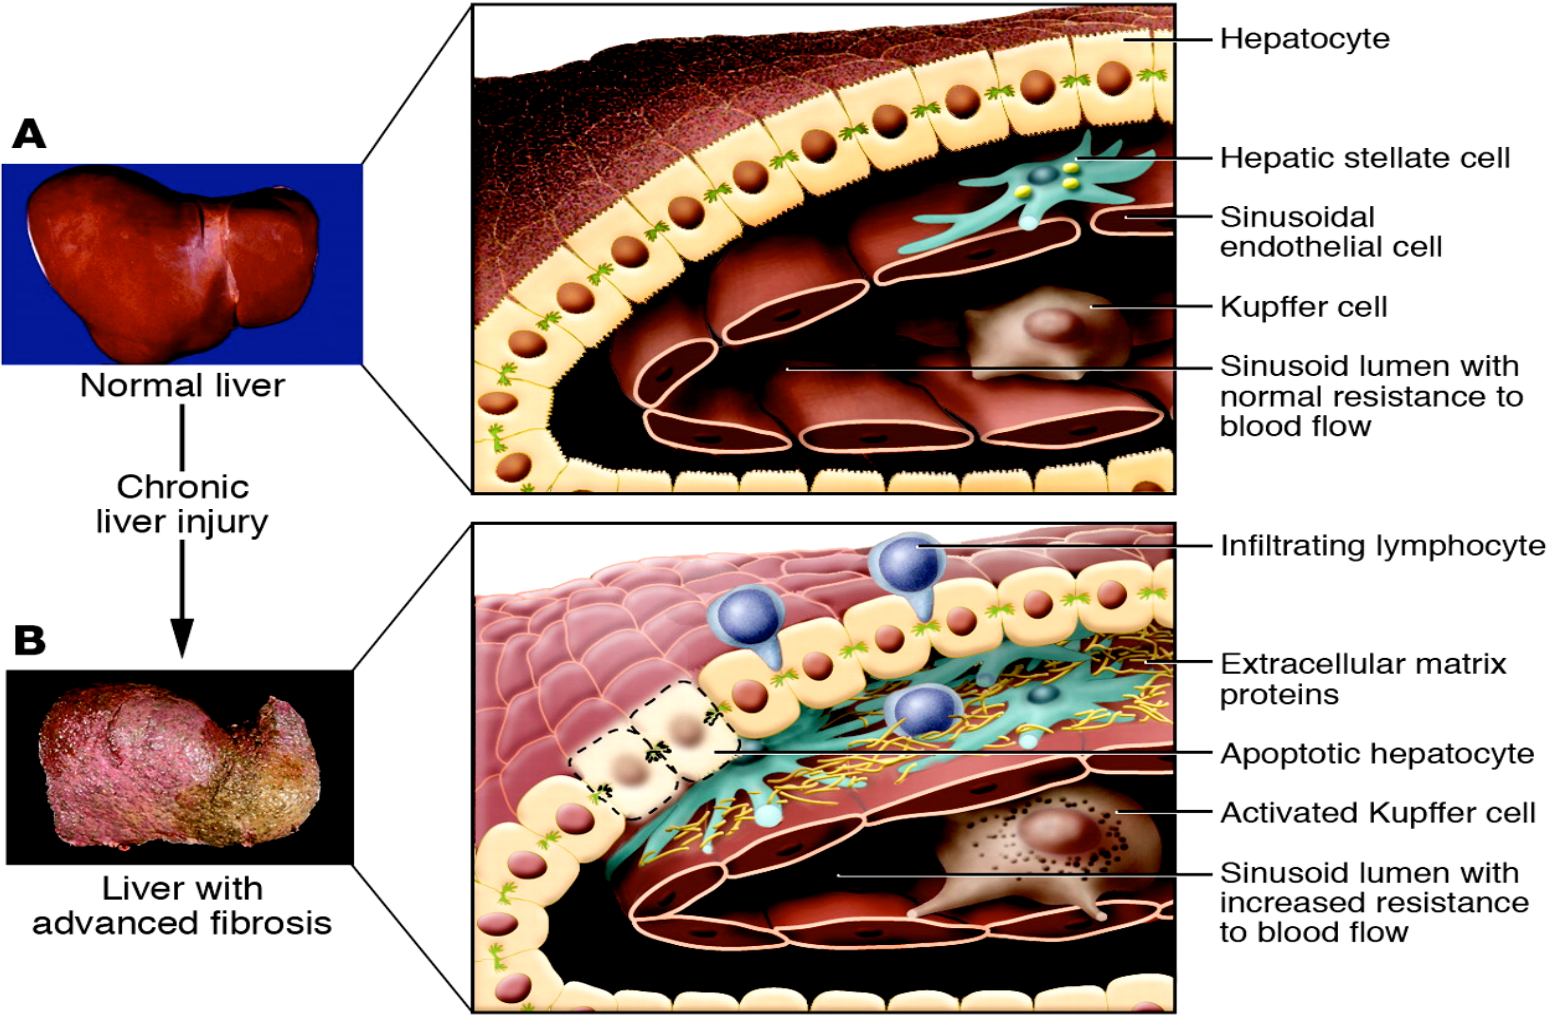 A
Normal liver
Chronic
liver injury
B
Liver with
advanced fibrosis
Hepatocyte
Hepatic stellate cell
Sinusoidal
endothelial cell
Kupffer cell
Sinusoid lumen with
normal resistance to
blood flow
Infiltrating lymphocyte
Extracellular matrix
proteins
Apoptotic hepatocyte
Activated Kupffer cell
Sinusoid lumen with
increased resistance
to blood flow